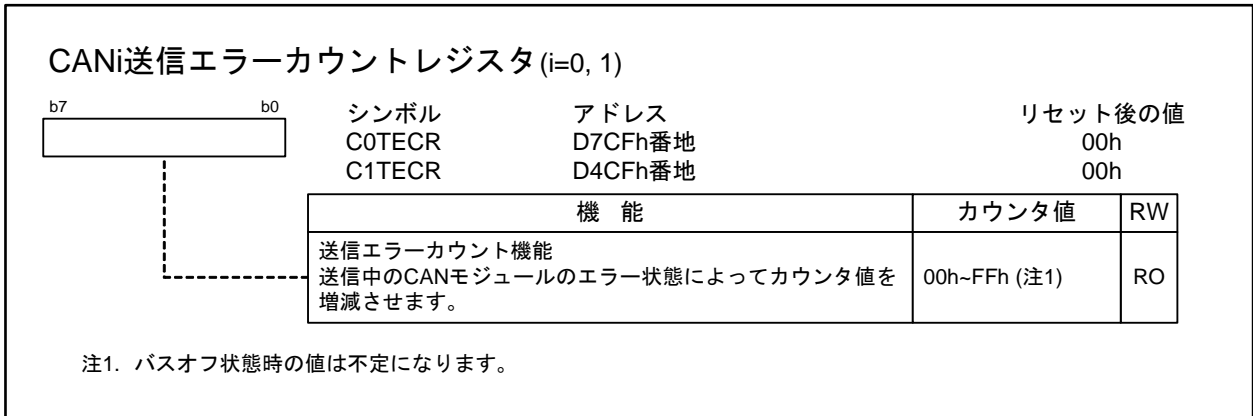 CANi送信エラーカウントレジスタ(i=0, 1)
b7 b0 シンボル アドレス リセット後の値
C0TECR D7CFh番地 00h
C1TECR D4CFh番地 00h
機 能 カウンタ値 RW
送信エラーカウント機能
送信中のCANモジュールのエラー状態によってカウンタ値を
増減させます。
00h~FFh (注1) RO
注1. バスオフ状態時の値は不定になります。